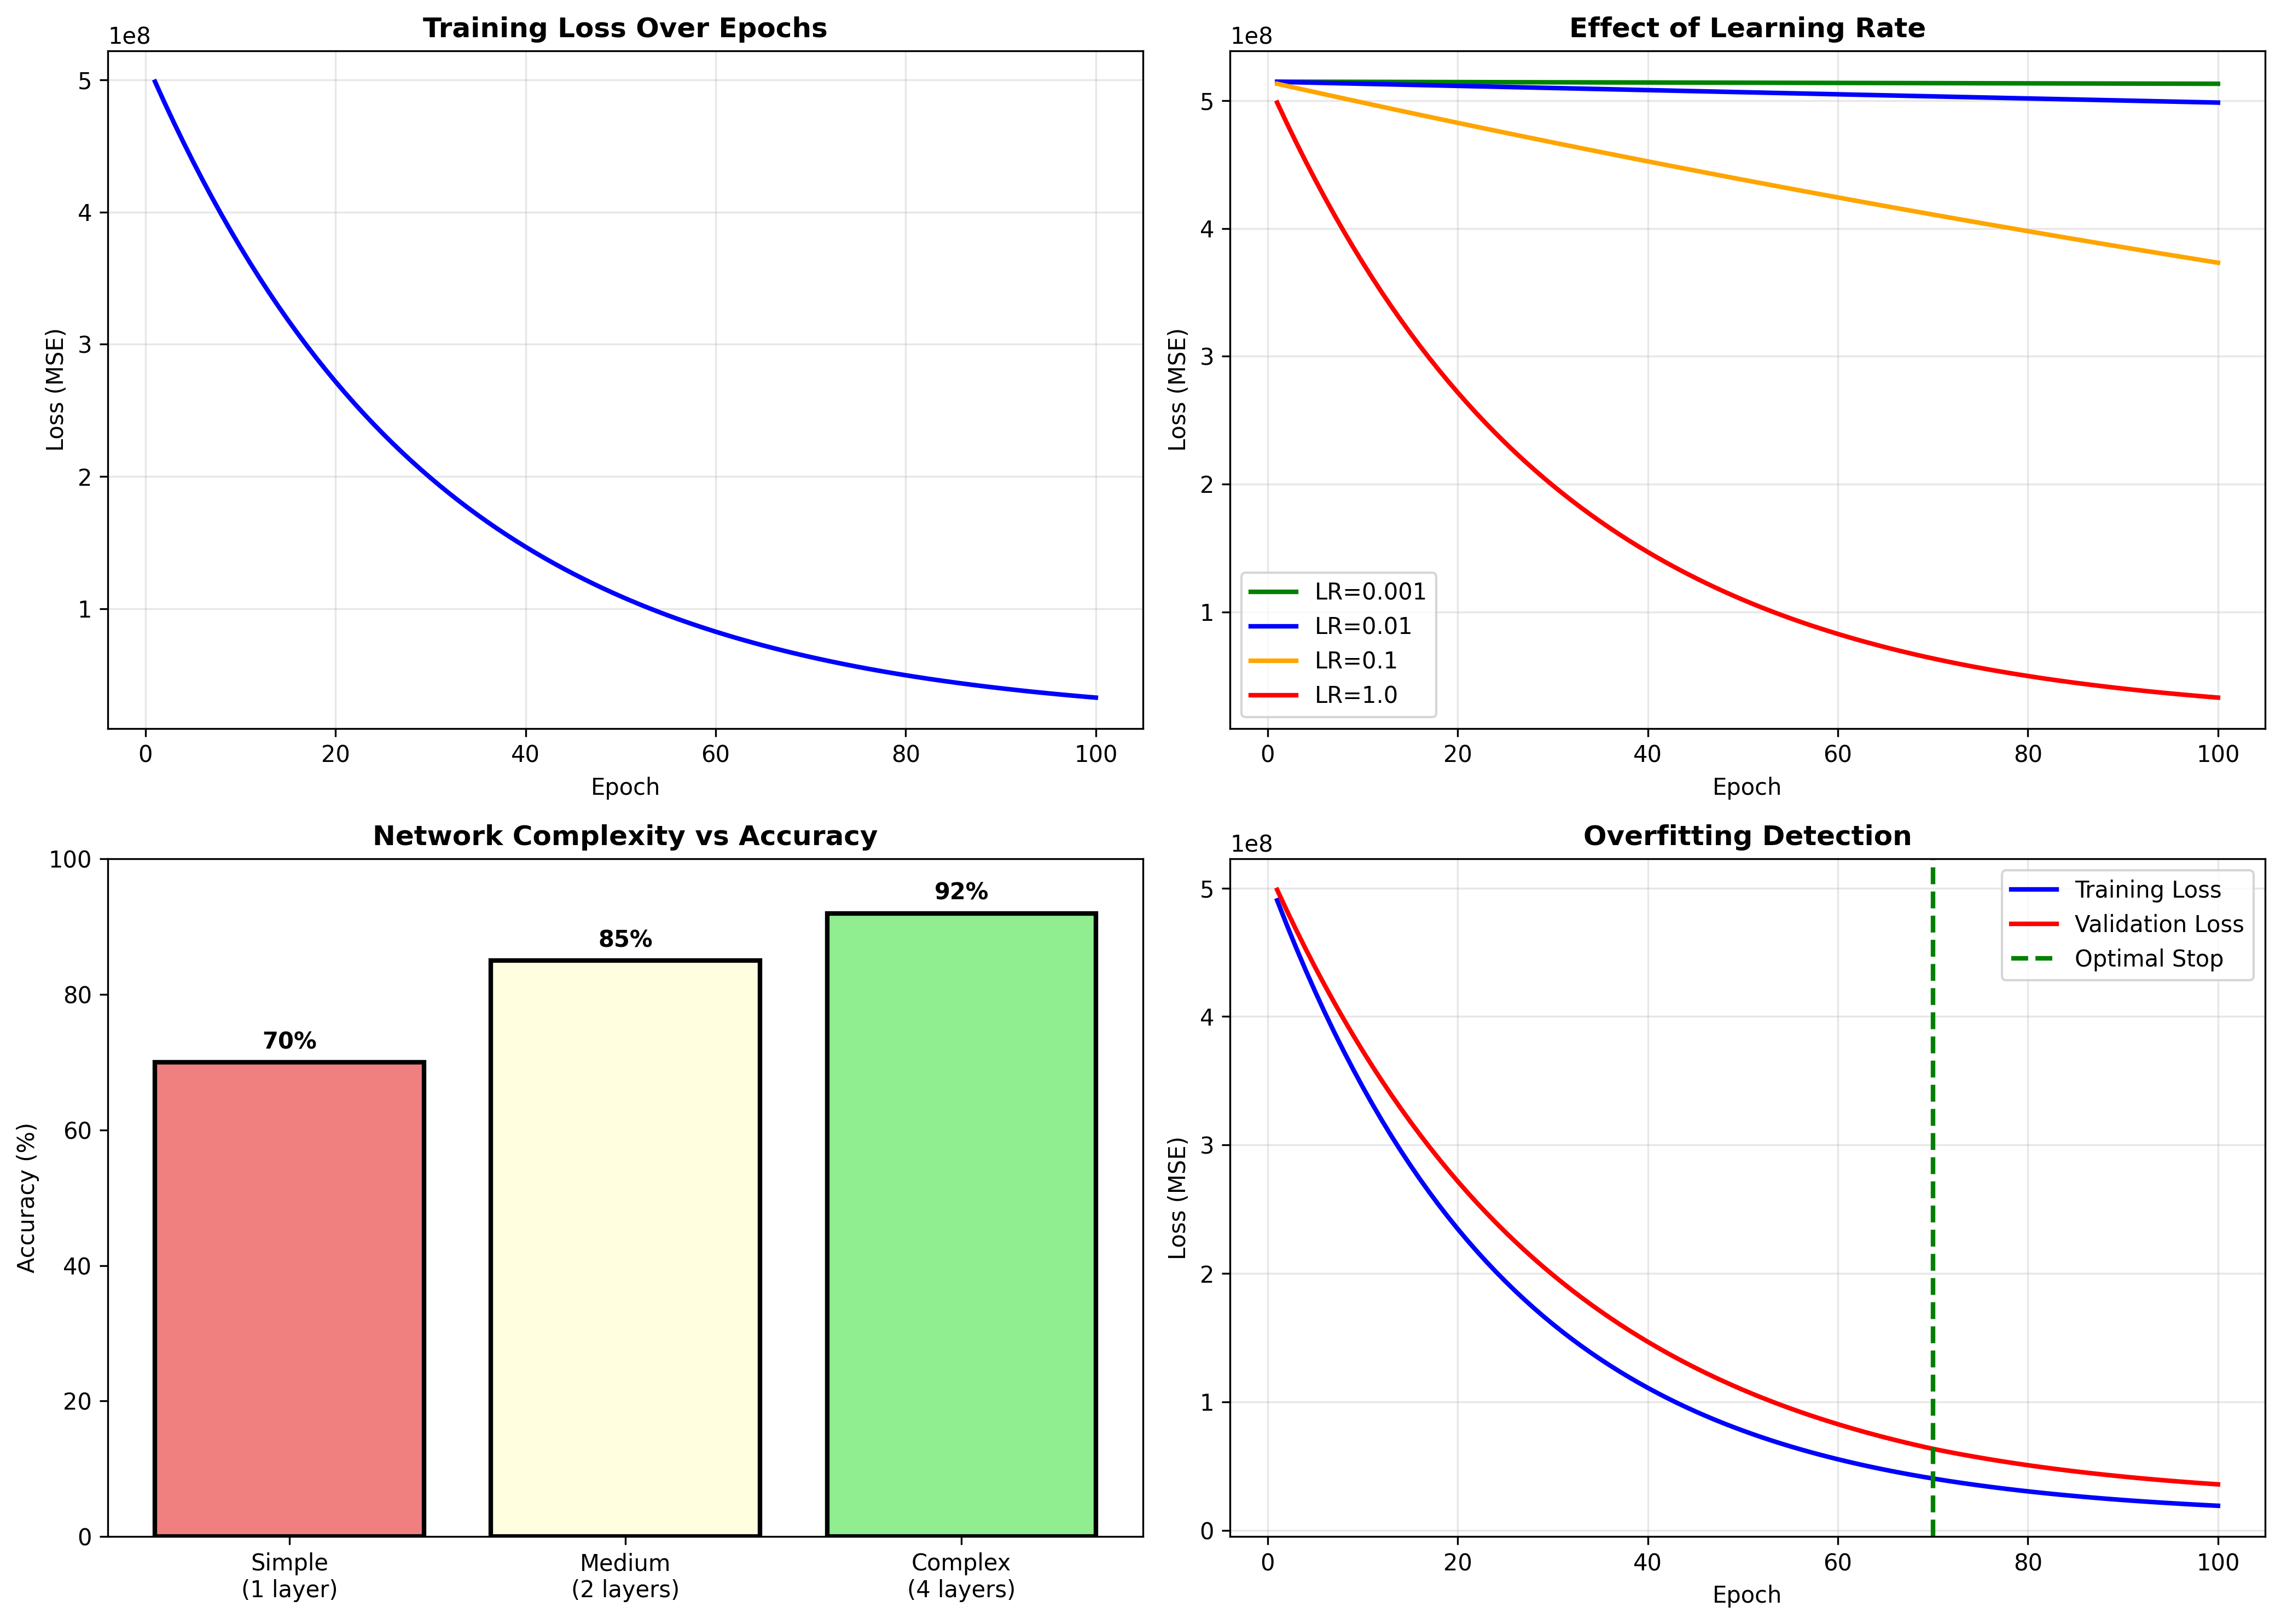 Training Loss Over Epochs
1e8
5
4
3
2
1
Loss (MSE)
0 20 40 60 80 100
Epoch
Effect of Learning Rate
1e8
5
4
3
2
1
Loss (MSE)
LR=0.001
LR=0.01
LR=0.1
LR=1.0
0 20 40 60 80 100
Epoch
Network Complexity vs Accuracy
100
80
60
40
20
0
Accuracy (%)
70%
85%
92%
Simple
(1 layer)
Medium
(2 layers)
Complex
(4 layers)
Overfitting Detection
1e8
5
4
3
2
1
0
Loss (MSE)
Training Loss
Validation Loss
Optimal Stop
0 20 40 60 80 100
Epoch